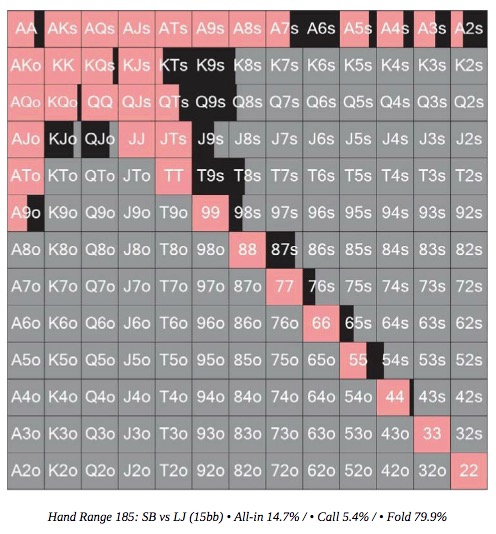 AA AKs AQs AJs ATs A9s A8s A7s A6s A5s A4s A3s A2s
AKo KK KQs KJs KTs K9s K8s K7s K6s K5s K4s K3s K2s
AQo KQo QQ QJs QTs Q9s Q8s Q7s Q6s Q5s Q4s Q3s Q2s
AJo KJo QJo JJ JTs J9s J8s J7s J6s J5s J4s J3s J2s
ATo KTo QTo JTo TT T9s T8s T7s T6s T5s T4s T3s T2s
A9o K9o Q9o J9o T9o 99 98s 97s 96s 95s 94s 93s 92s
A8o K8o Q8o J8o T8o 98o 88 87s 86s 85s 84s 83s 82s
A7o K7o Q7o J7o T7o 97o 87o 77 76s 75s 74s 73s 72s
A6o K6o Q6o J6o T6o 96o 86o 76o 66 65s 64s 63s 62s
A5o K5o Q5o J5o T5o 95o 85o 75o 65o 55 54s 53s 52s
A4o K4o Q4o J4o T4o 94o 84o 74o 64o 54o 44 43s 42s
A3o K3o Q3o J3o T3o 93o 83o 73o 63o 53o 43o 33 32s
A2o K2o Q2o J2o T2o 92o 82o 72o 62o 52o 42o 32o 22
Hand Range 185: SB vs LJ (15bb) • All-in 14.7% / • Call 5.4% / • Fold 79.9%